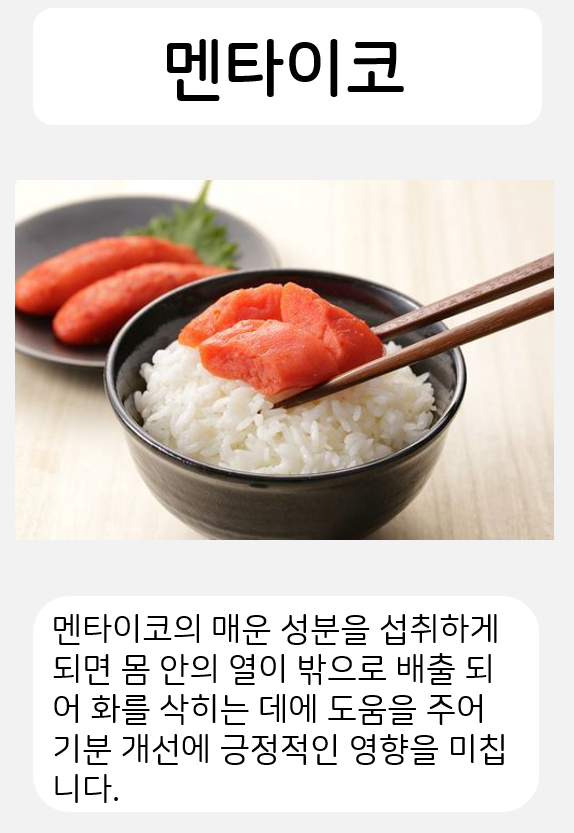 멘타이코
멘타이코의 매운 성분을 섭취하게
되면 몸 안의 열이 밖으로 배출 되
어 화를 삭히는 데에 도움을 주어
기분 개선에 긍정적인 영향을 미칩
니다.